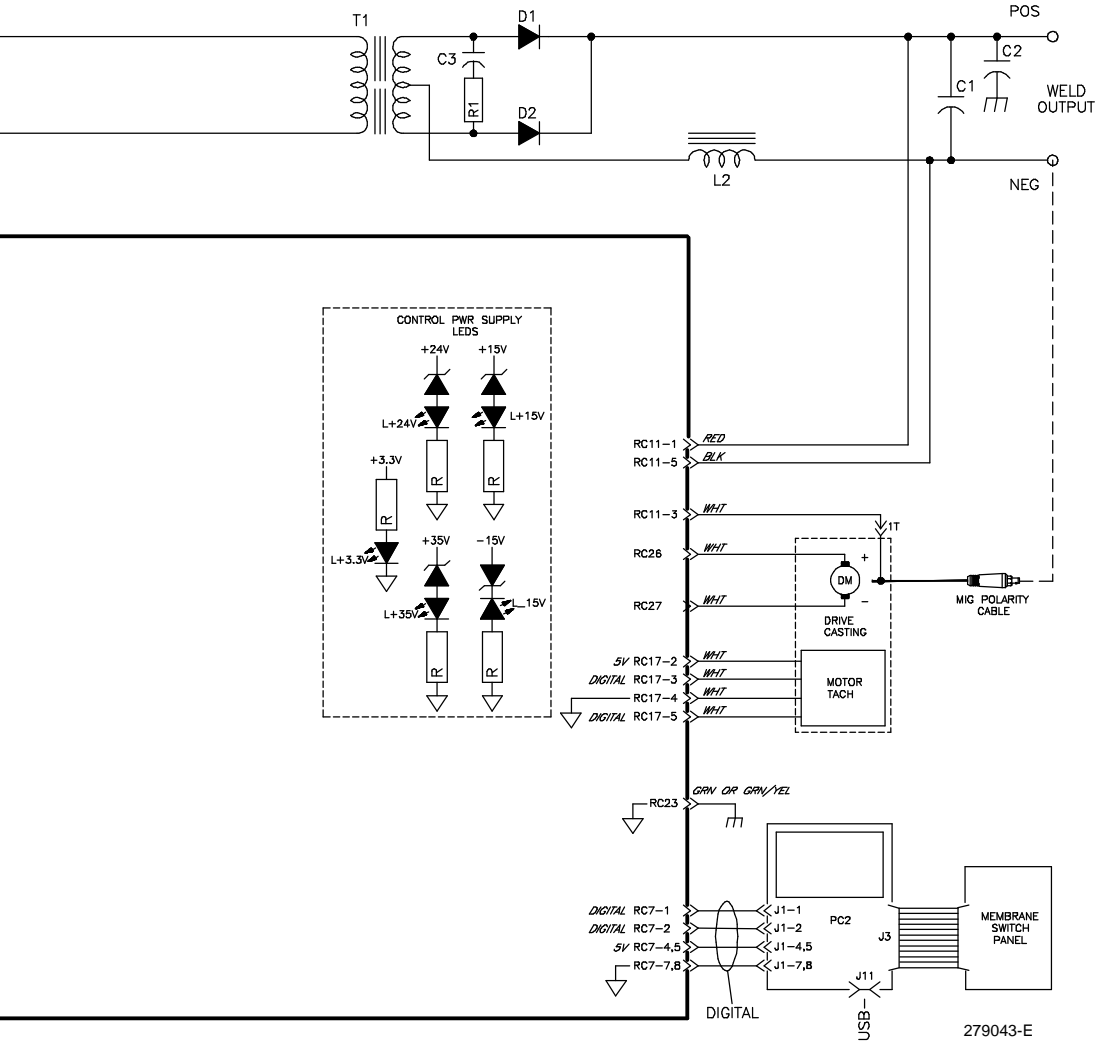 T1
D1
POS
C3
C2
R1
C1
WELD
OUTPUT
D2
L2
NEG
CONTROL PWR SUPPLY
LEDS
+24V
+15V
L+24V
L+15V
R
R
+3.3V
R
L+3.3V
+35V
-15V
L+35V
L_15V
R
R
RC11-1 RED
RC11-5 BLK
RC11-3 WHT
1T
RC26 WHT
+
DM
MIG POLARITY
CABLE
RC27 WHT
-
DRIVE
CASTING
5V RC17-2 WHT
DIGITAL RC17-3 WHT
RC17-4 WHT
DIGITAL RC17-5 WHT
MOTOR
TACH
RC23 GRN OR GRN/YEL
DIGITAL RC7-1 J1-1
DIGITAL RC7-2 J1-2
5V RC7-4,5 J1-4,5
RC7-7,8 J1-7,8
PC2
J3
MEMBRANE
SWITCH
PANEL
J11
DIGITAL
USB
279043-E